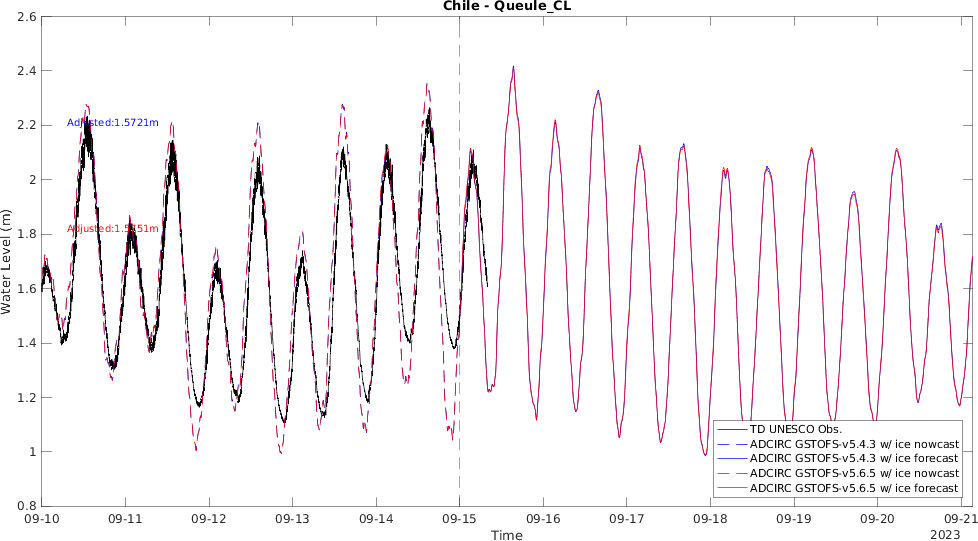 Chile - Queule_CL
Water Level (m)
2.6
2.4
2.2
2
1.8
1.6
1.4
1.2
1
0.8
Adjusted:1.5721m
Adjusted:1.5751m
TD UNESCO Obs.
ADCIRC GSTOFS-v5.4.3 w/ ice nowcast
ADCIRC GSTOFS-v5.4.3 w/ ice forecast
ADCIRC GSTOFS-v5.6.5 w/ ice nowcast
ADCIRC GSTOFS-v5.6.5 w/ ice forecast
09-10 09-11 09-12 09-13 09-14 09-15 09-16 09-17 09-18 09-19 09-20 09-21
2023
Time